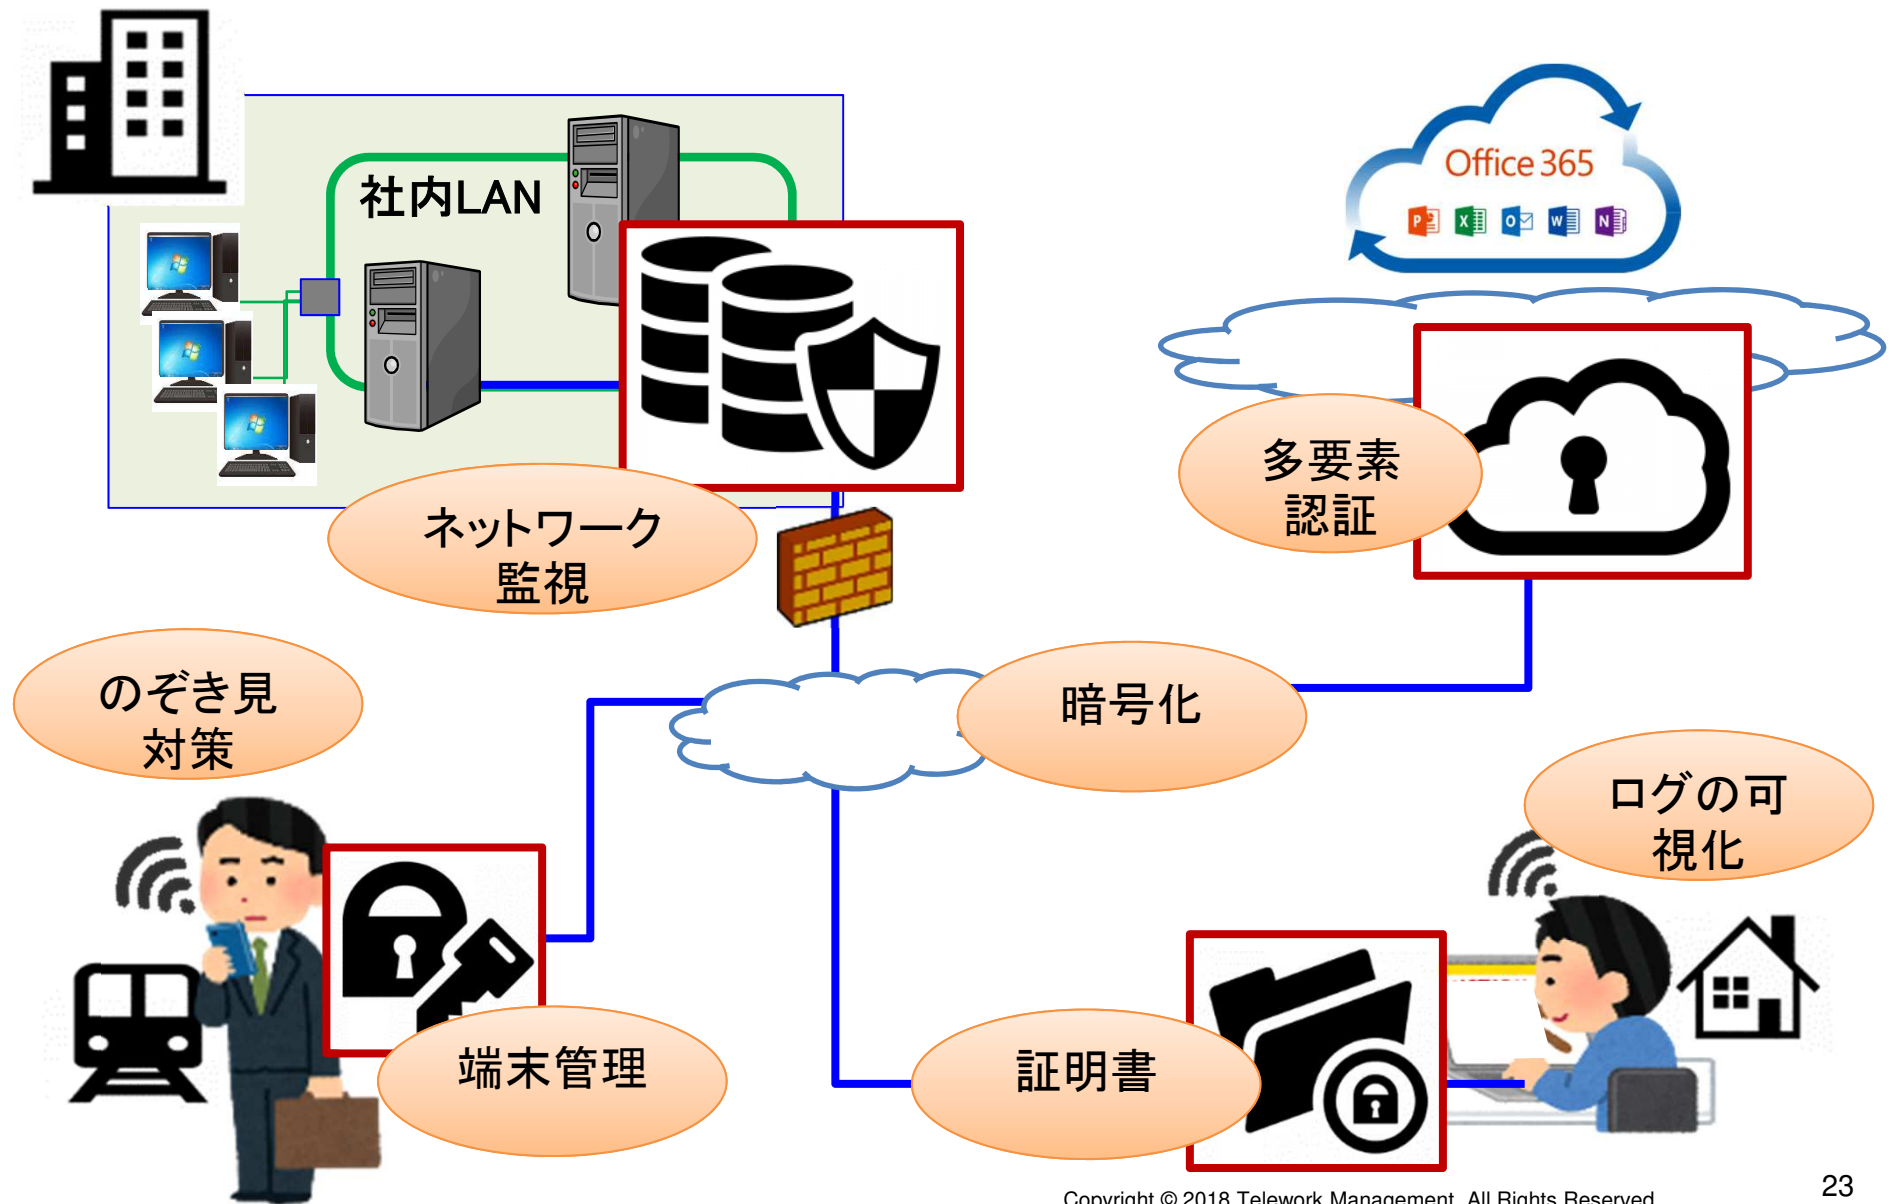 社内LAN
Office 365
P X O W N
多要素
認証
ネットワーク
監視
のぞき見
対策
暗号化
ログの可
視化
端末管理
証明書
Copyright © 2018 Telework Management. All Rights Reserved
23